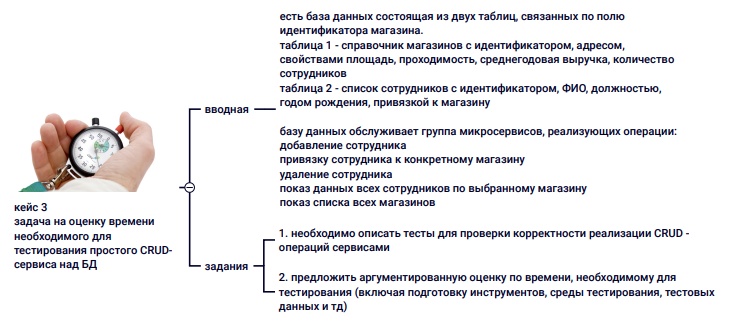 есть база данных состоящая из двух таблиц, связанных по полю
идентификатора магазина.
таблица 1 - справочник магазинов с идентификатором, адресом,
свойствами площадь, проходимость, среднегодовая выручка, количество
сотрудников
таблица 2 - список сотрудников с идентификатором, ФИО, должностью,
годом рождения, привязкой к магазину
вводная
базу данных обслуживает группа микросервисов, реализующих операции:
добавление сотрудника
привязку сотрудника к конкретному магазину
удаление сотрудника
показ данных всех сотрудников по выбранному магазину
показ списка всех магазинов
кейс 3
задача на оценку времени
необходимого для
тестирования простого CRUD-
сервиса над БД
задания
1. необходимо описать тесты для проверки корректности реализации CRUD -
операций сервисами
2. предложить аргументированную оценку по времени, необходимому для
тестирования (включая подготовку инструментов, среды тестирования, тестовых
данных и тд)